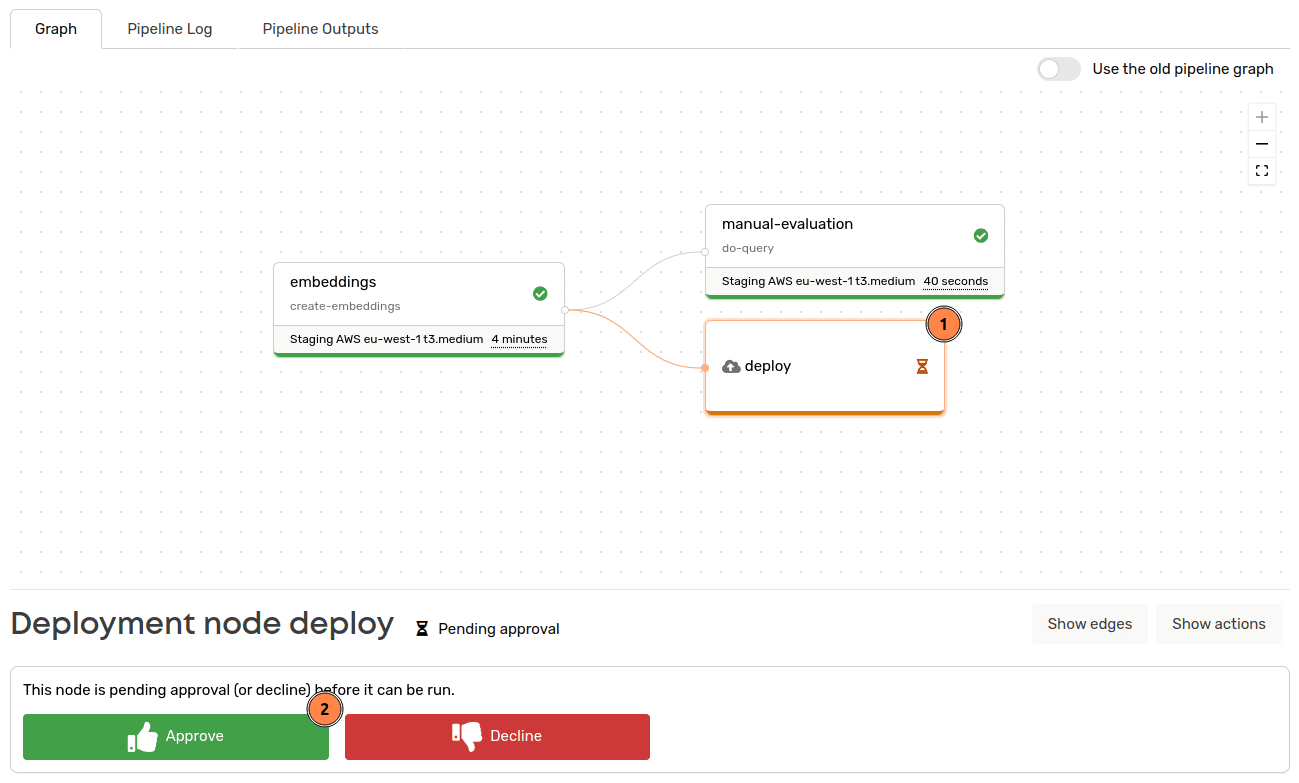 Graph
Pipeline Log
Pipeline Outputs
Use the old pipeline graph
manual-evaluation
do-query
Staging AWS eu-west-1 t3.medium 40 seconds
embeddings
create-embeddings
Staging AWS eu-west-1 t3.medium 4 minutes
1
deploy
Deployment node deploy
Pending approval
Show edges
Show actions
This node is pending approval (or decline) before it can be run.
2
Approve
Decline